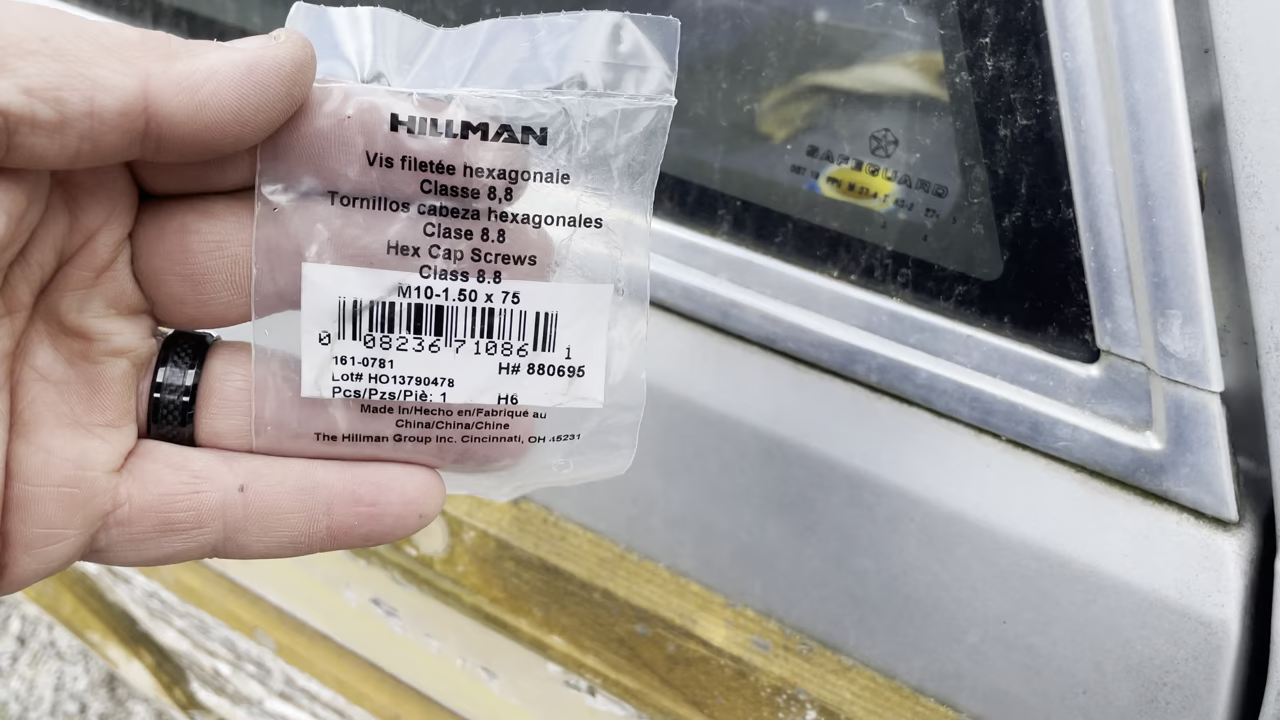 HILLMAN
Vis filetée hexagonale
Classe 8,8
Tornillos cabeza hexagonales
Clase 8.8
Hex Cap Screws
Class 8.8
M10-1.50 x 75
0 08236 71086 1
161-0781
H# 880695
Lot# HO13790478
Pcs/Pzs/Piè: 1 H6
Made In/Hecho en/Fabriqué au
China/China/Chine
The Hillman Group Inc. Cincinnati, OH 45231
SAFEGUARD